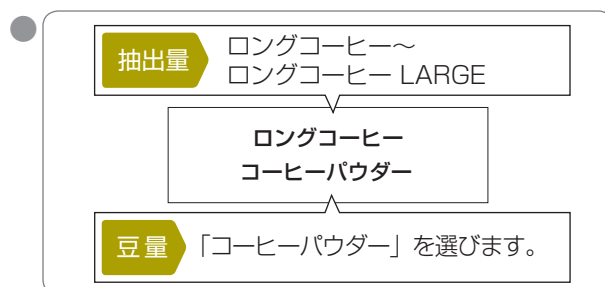 抽出量
ロングコーヒー〜
ロングコーヒー LARGE
ロングコーヒー
コーヒーパウダー
豆量
「コーヒーパウダー」を選びます。